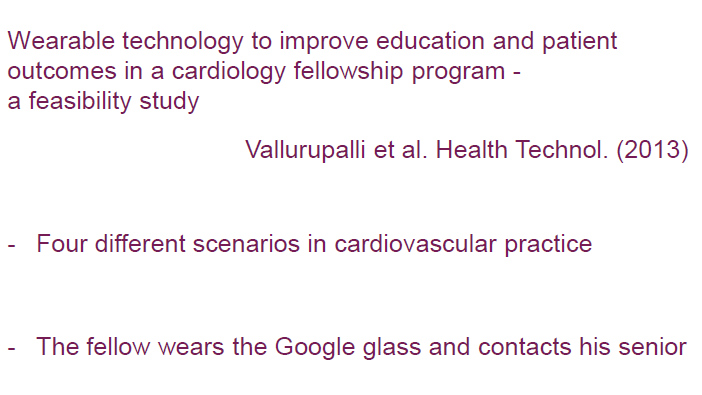 Wearable technology to improve education and patient
outcomes in a cardiology fellowship program -
a feasibility study
Vallurupalli et al. Health Technol. (2013)
- Four different scenarios in cardiovascular practice
- The fellow wears the Google glass and contacts his senior